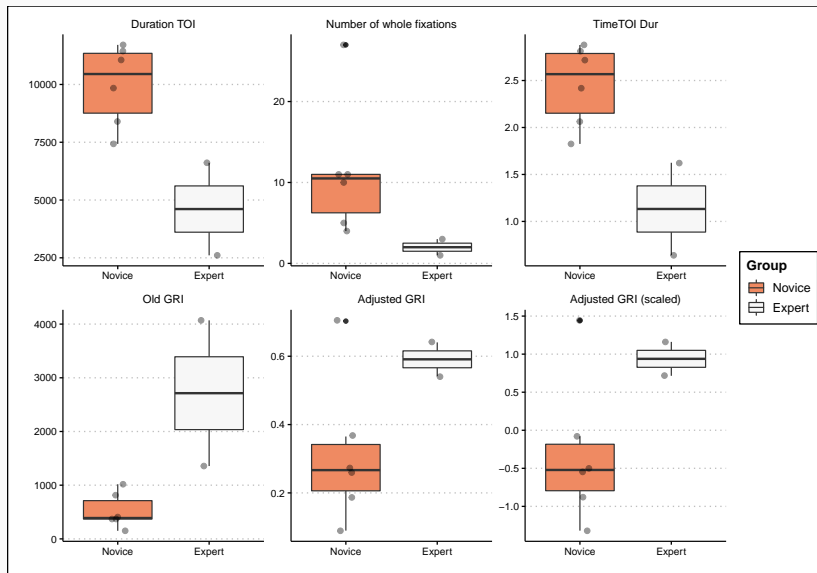 Duration TOI
10000
7500
5000
2500
Novice
Expert
Number of whole fixations
20
10
0
Novice
Expert
TimeTOI Dur
2.5
2.0
1.5
1.0
Novice
Expert
Old GRI
4000
3000
2000
1000
0
Novice
Expert
Adjusted GRI
0.6
0.4
0.2
Novice
Expert
Adjusted GRI (scaled)
1.5
1.0
0.5
0.0
−0.5
−1.0
Novice
Expert
Group
Novice
Expert